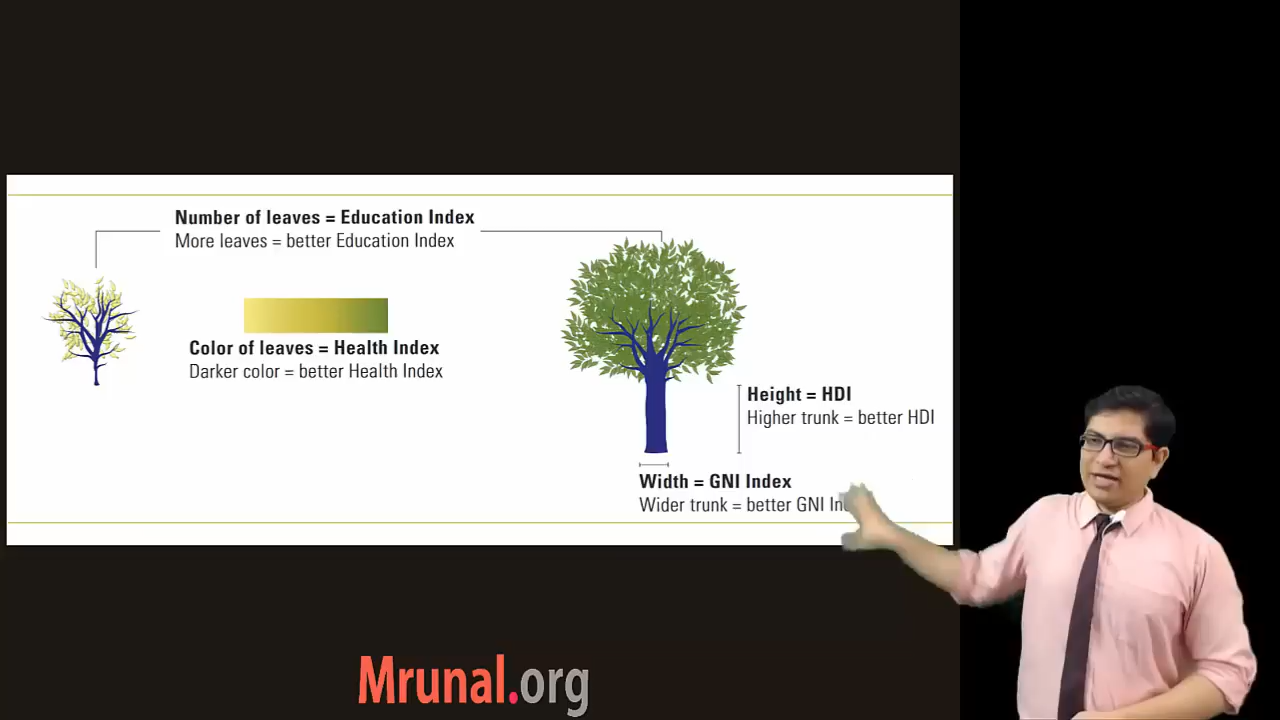 Number of leaves = Education Index
More leaves = better Education Index
Color of leaves = Health Index
Darker color = better Health Index
Height = HDI
Higher trunk = better HDI
Width = GNI Index
Wider trunk = better GNI
Mrunal.org